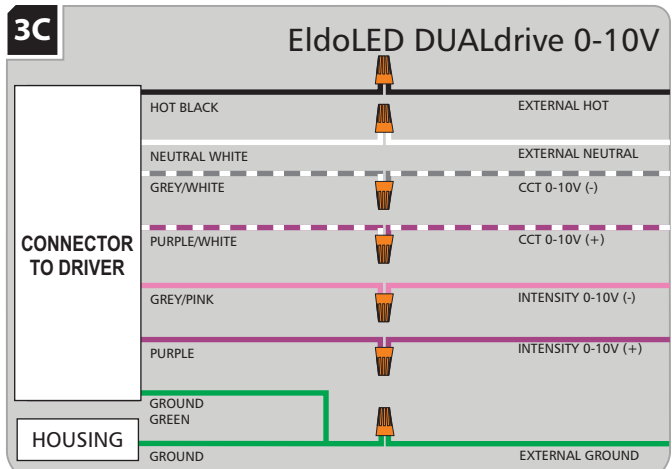 3C
EldoLED DUALdrive 0-10V
HOT BLACK
EXTERNAL HOT
NEUTRAL WHITE
EXTERNAL NEUTRAL
GREY/WHITE
CCT 0-10V (-)
CONNECTOR
TO DRIVER
PURPLE/WHITE
CCT 0-10V (+)
GREY/PINK
INTENSITY 0-10V (-)
PURPLE
INTENSITY 0-10V (+)
GROUND
GREEN
HOUSING
GROUND
EXTERNAL GROUND